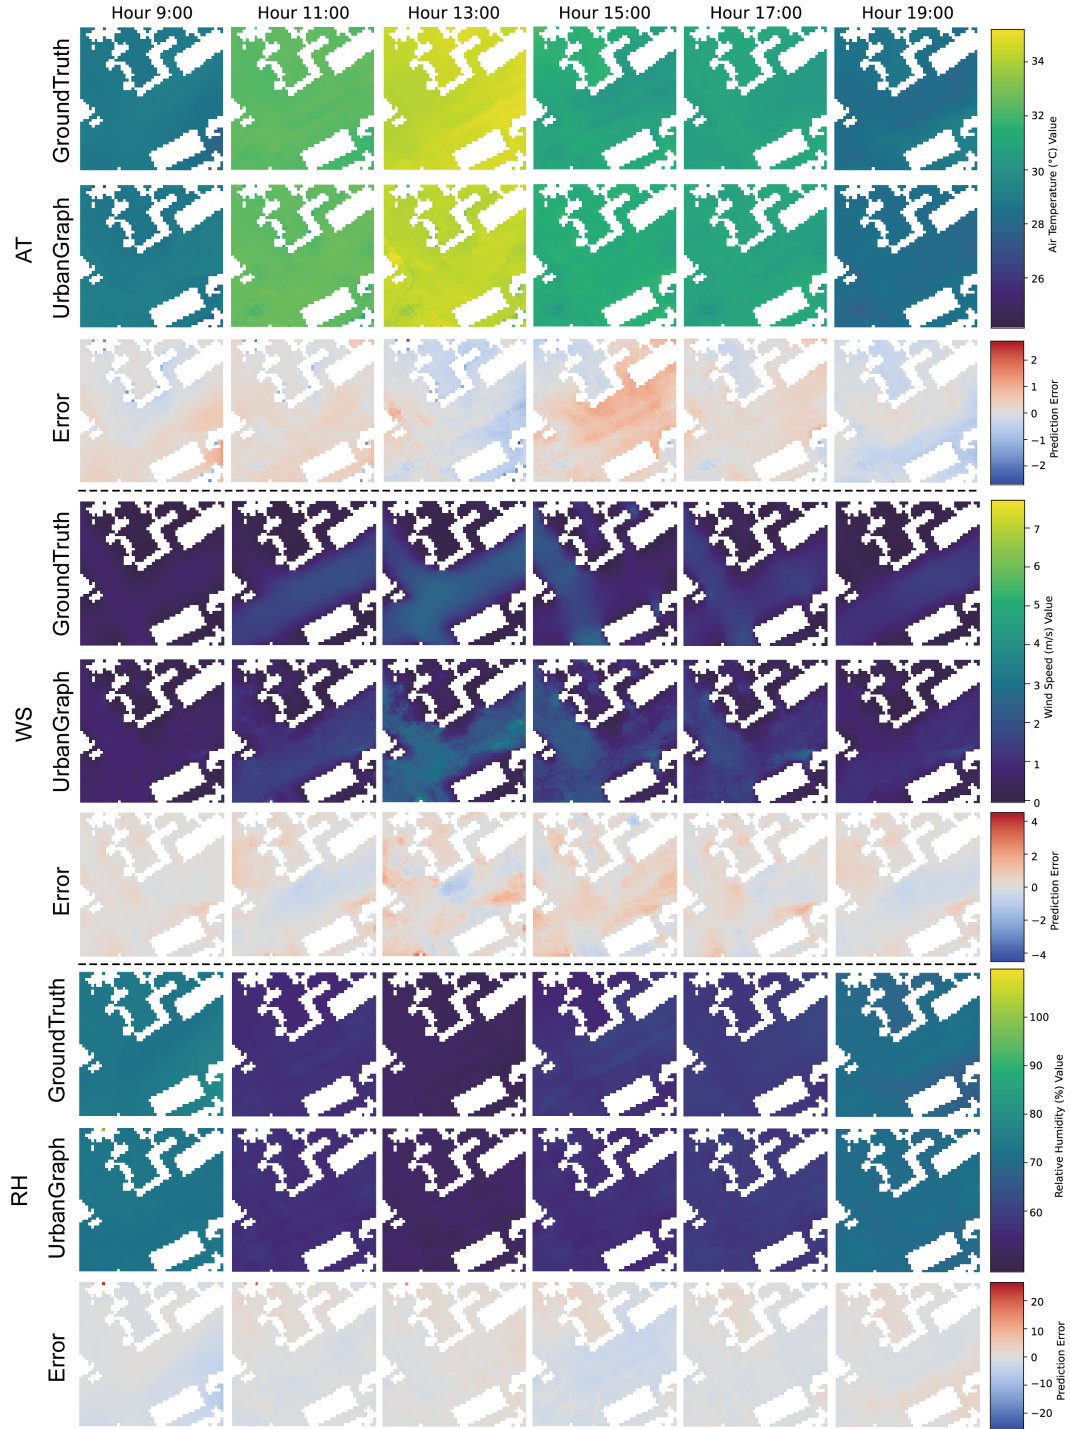 Hour 9:00 Hour 11:00 Hour 13:00 Hour 15:00 Hour 17:00 Hour 19:00
AT
GroundTruth
UrbanGraph
Error
34
32
30
28
26
Air Temperature (°C) Value
2
1
0
−1
−2
Prediction Error
WS
GroundTruth
UrbanGraph
Error
7
6
5
4
3
2
1
0
Wind Speed (m/s) Value
4
2
0
−2
−4
Prediction Error
RH
GroundTruth
UrbanGraph
Error
100
90
80
70
60
Relative Humidity (%) Value
20
10
0
−10
−20
Prediction Error